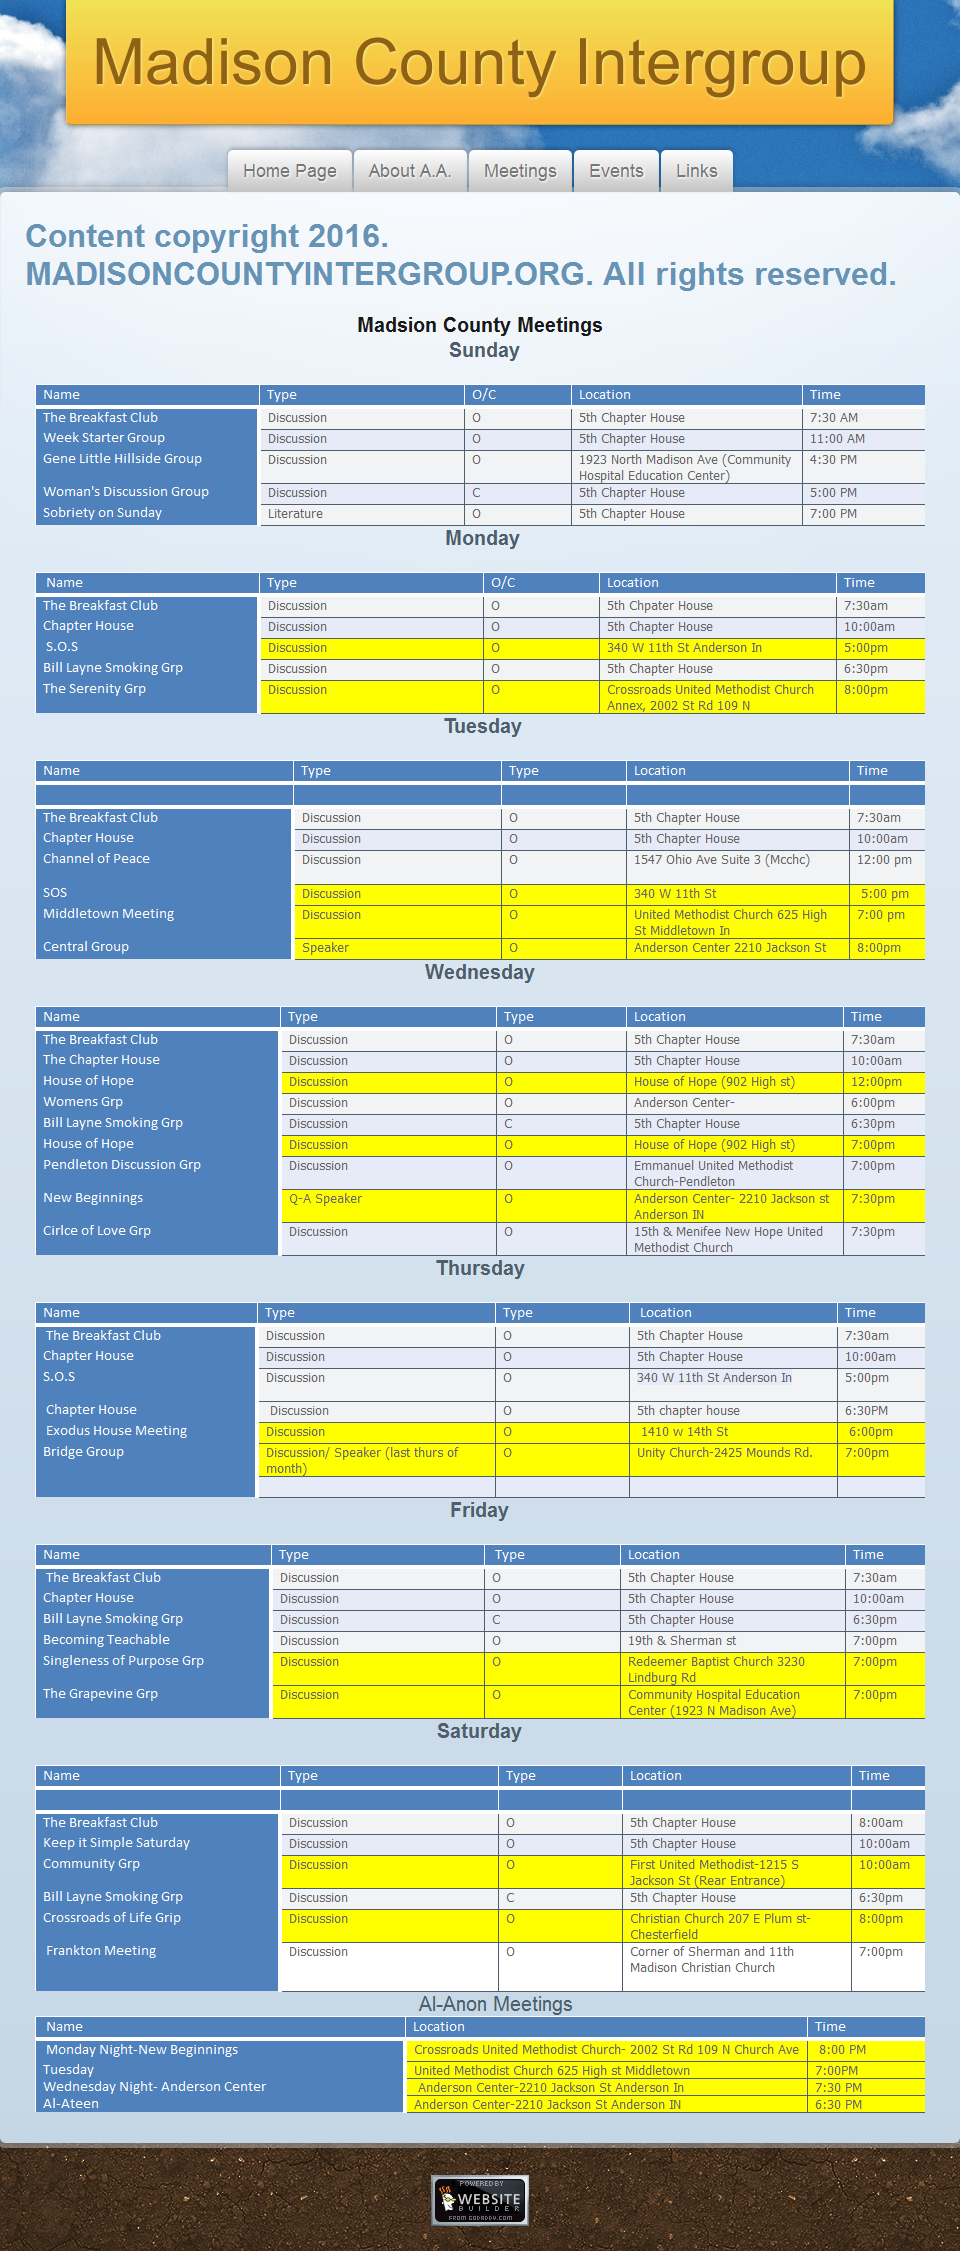 Madison County Intergroup
Home Page About A.A. Meetings Events Links
Content copyright 2016.
MADISONCOUNTYINTERGROUP.ORG. All rights reserved.
Madsion County Meetings
Sunday
Name Type O/C Location Time
The Breakfast Club Discussion O 5th Chapter House 7:30 AM
Week Starter Group Discussion O 5th Chapter House 11:00 AM
Gene Little Hillside Group Discussion O 1923 North Madison Ave (Community 4:30 PM
Hospital Education Center)
Woman's Discussion Group Discussion C 5th Chapter House 5:00 PM
Sobriety on Sunday Literature O 5th Chapter House 7:00 PM
Monday
Name Type O/C Location Time
The Breakfast Club Discussion O 5th Chpater House 7:30am
Chapter House Discussion O 5th Chapter House 10:00am
S.O.S Discussion O 340 W 11th St Anderson In 5:00pm
Bill Layne Smoking Grp Discussion O 5th Chapter House 6:30pm
The Serenity Grp Discussion O Crossroads United Methodist Church 8:00pm
Annex, 2002 St Rd 109 N
Tuesday
Name Type Type Location Time
The Breakfast Club Discussion O 5th Chapter House 7:30am
Chapter House Discussion O 5th Chapter House 10:00am
Channel of Peace Discussion O 1547 Ohio Ave Suite 3 (Mcchc) 12:00 pm
SOS Discussion O 340 W 11th St 5:00 pm
Middletown Meeting Discussion O United Methodist Church 625 High 7:00 pm
St Middletown In
Central Group Speaker O Anderson Center 2210 Jackson St 8:00pm
Wednesday
Name Type Type Location Time
The Breakfast Club Discussion O 5th Chapter House 7:30am
The Chapter House Discussion O 5th Chapter House 10:00am
House of Hope Discussion O House of Hope (902 High st) 12:00pm
Womens Grp Discussion O Anderson Center- 6:00pm
Bill Layne Smoking Grp Discussion C 5th Chapter House 6:30pm
House of Hope Discussion O House of Hope (902 High st) 7:00pm
Pendleton Discussion Grp Discussion O Emmanuel United Methodist 7:00pm
Church-Pendleton
New Beginnings Q-A Speaker O Anderson Center- 2210 Jackson st 7:30pm
Anderson IN
Cirlce of Love Grp Discussion O 15th & Menifee New Hope United 7:30pm
Methodist Church
Thursday
Name Type Type Location Time
The Breakfast Club Discussion O 5th Chapter House 7:30am
Chapter House Discussion O 5th Chapter House 10:00am
S.O.S Discussion O 340 W 11th St Anderson In 5:00pm
Chapter House Discussion O 5th chapter house 6:30PM
Exodus House Meeting Discussion O 1410 w 14th St 6:00pm
Bridge Group Discussion/ Speaker (last thurs of O Unity Church-2425 Mounds Rd. 7:00pm
month)
Friday
Name Type Type Location Time
The Breakfast Club Discussion O 5th Chapter House 7:30am
Chapter House Discussion O 5th Chapter House 10:00am
Bill Layne Smoking Grp Discussion C 5th Chapter House 6:30pm
Becoming Teachable Discussion O 19th & Sherman st 7:00pm
Singleness of Purpose Grp Discussion O Redeemer Baptist Church 3230 7:00pm
Lindburg Rd
The Grapevine Grp Discussion O Community Hospital Education 7:00pm
Center (1923 N Madison Ave)
Saturday
Name Type Type Location Time
The Breakfast Club Discussion O 5th Chapter House 8:00am
Keep it Simple Saturday Discussion O 5th Chapter House 10:00am
Community Grp Discussion O First United Methodist-1215 S 10:00am
Jackson St (Rear Entrance)
Bill Layne Smoking Grp Discussion C 5th Chapter House 6:30pm
Crossroads of Life Grip Discussion O Christian Church 207 E Plum st- 8:00pm
Chesterfield
Frankton Meeting Discussion O Corner of Sherman and 11th 7:00pm
Madison Christian Church
Al-Anon Meetings
Name Location Time
Monday Night-New Beginnings Crossroads United Methodist Church- 2002 St Rd 109 N Church Ave 8:00 PM
Tuesday United Methodist Church 625 High st Middletown 7:00PM
Wednesday Night- Anderson Center Anderson Center-2210 Jackson St Anderson In 7:30 PM
Al-Ateen Anderson Center-2210 Jackson St Anderson IN 6:30 PM
POWERED BY
WEBSITE
BUILDER
FROM GODADDY.COM